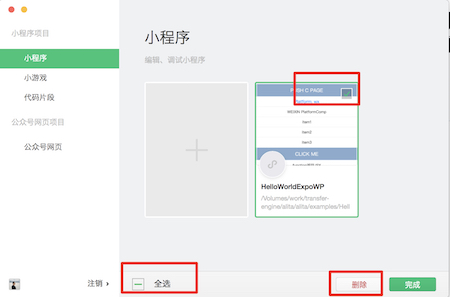 小程序项目
小程序
小游戏
代码片段
公众号网页项目
公众号网页
注销 ›
小程序
编辑、调试小程序
PUSH C PAGE
WEIXIN PlatformComp
item1
item2
item3
CLICK ME
HelloWorldExpoWP
/Volumes/work/transfer-
engine/alita/alita/examples/Hell
全选
删除
完成